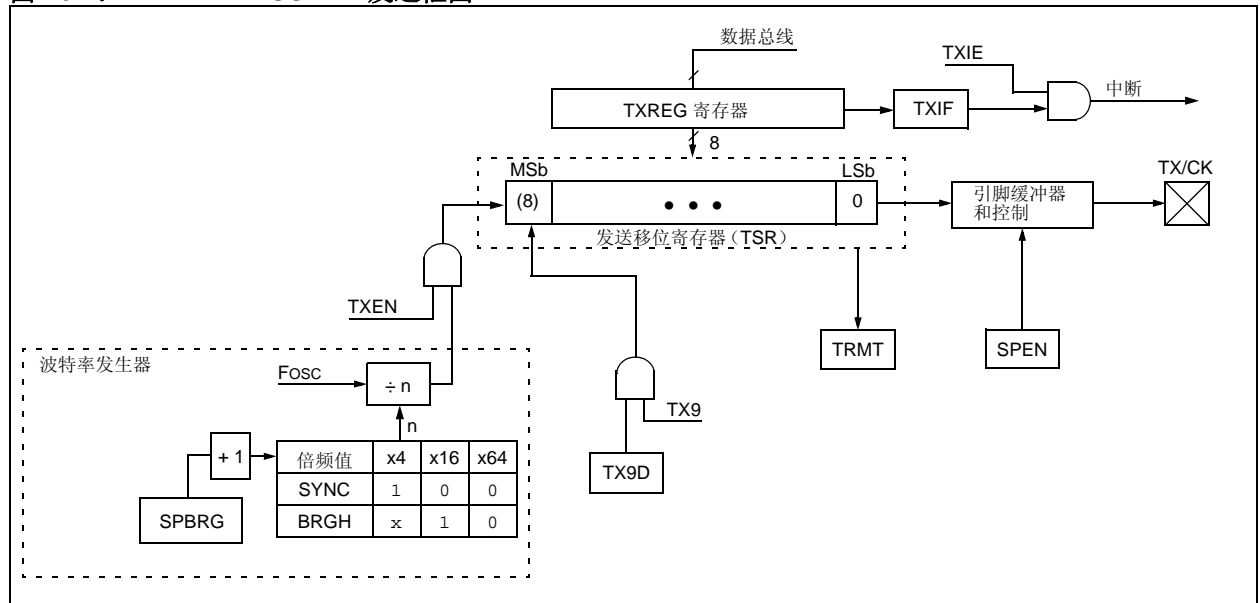 数据总线
TXIE
中断
TXREG 寄存器
TXIF
8
MSb
LSb
TX/CK
(8)
• • •
0
引脚缓冲器
和控制
发送移位寄存器（TSR）
TXEN
TRMT
SPEN
波特率发生器
FOSC
÷ n
TX9
n
+ 1
倍频值 x4 x16 x64
SYNC 1 0 0
BRGH x 1 0
TX9D
SPBRG